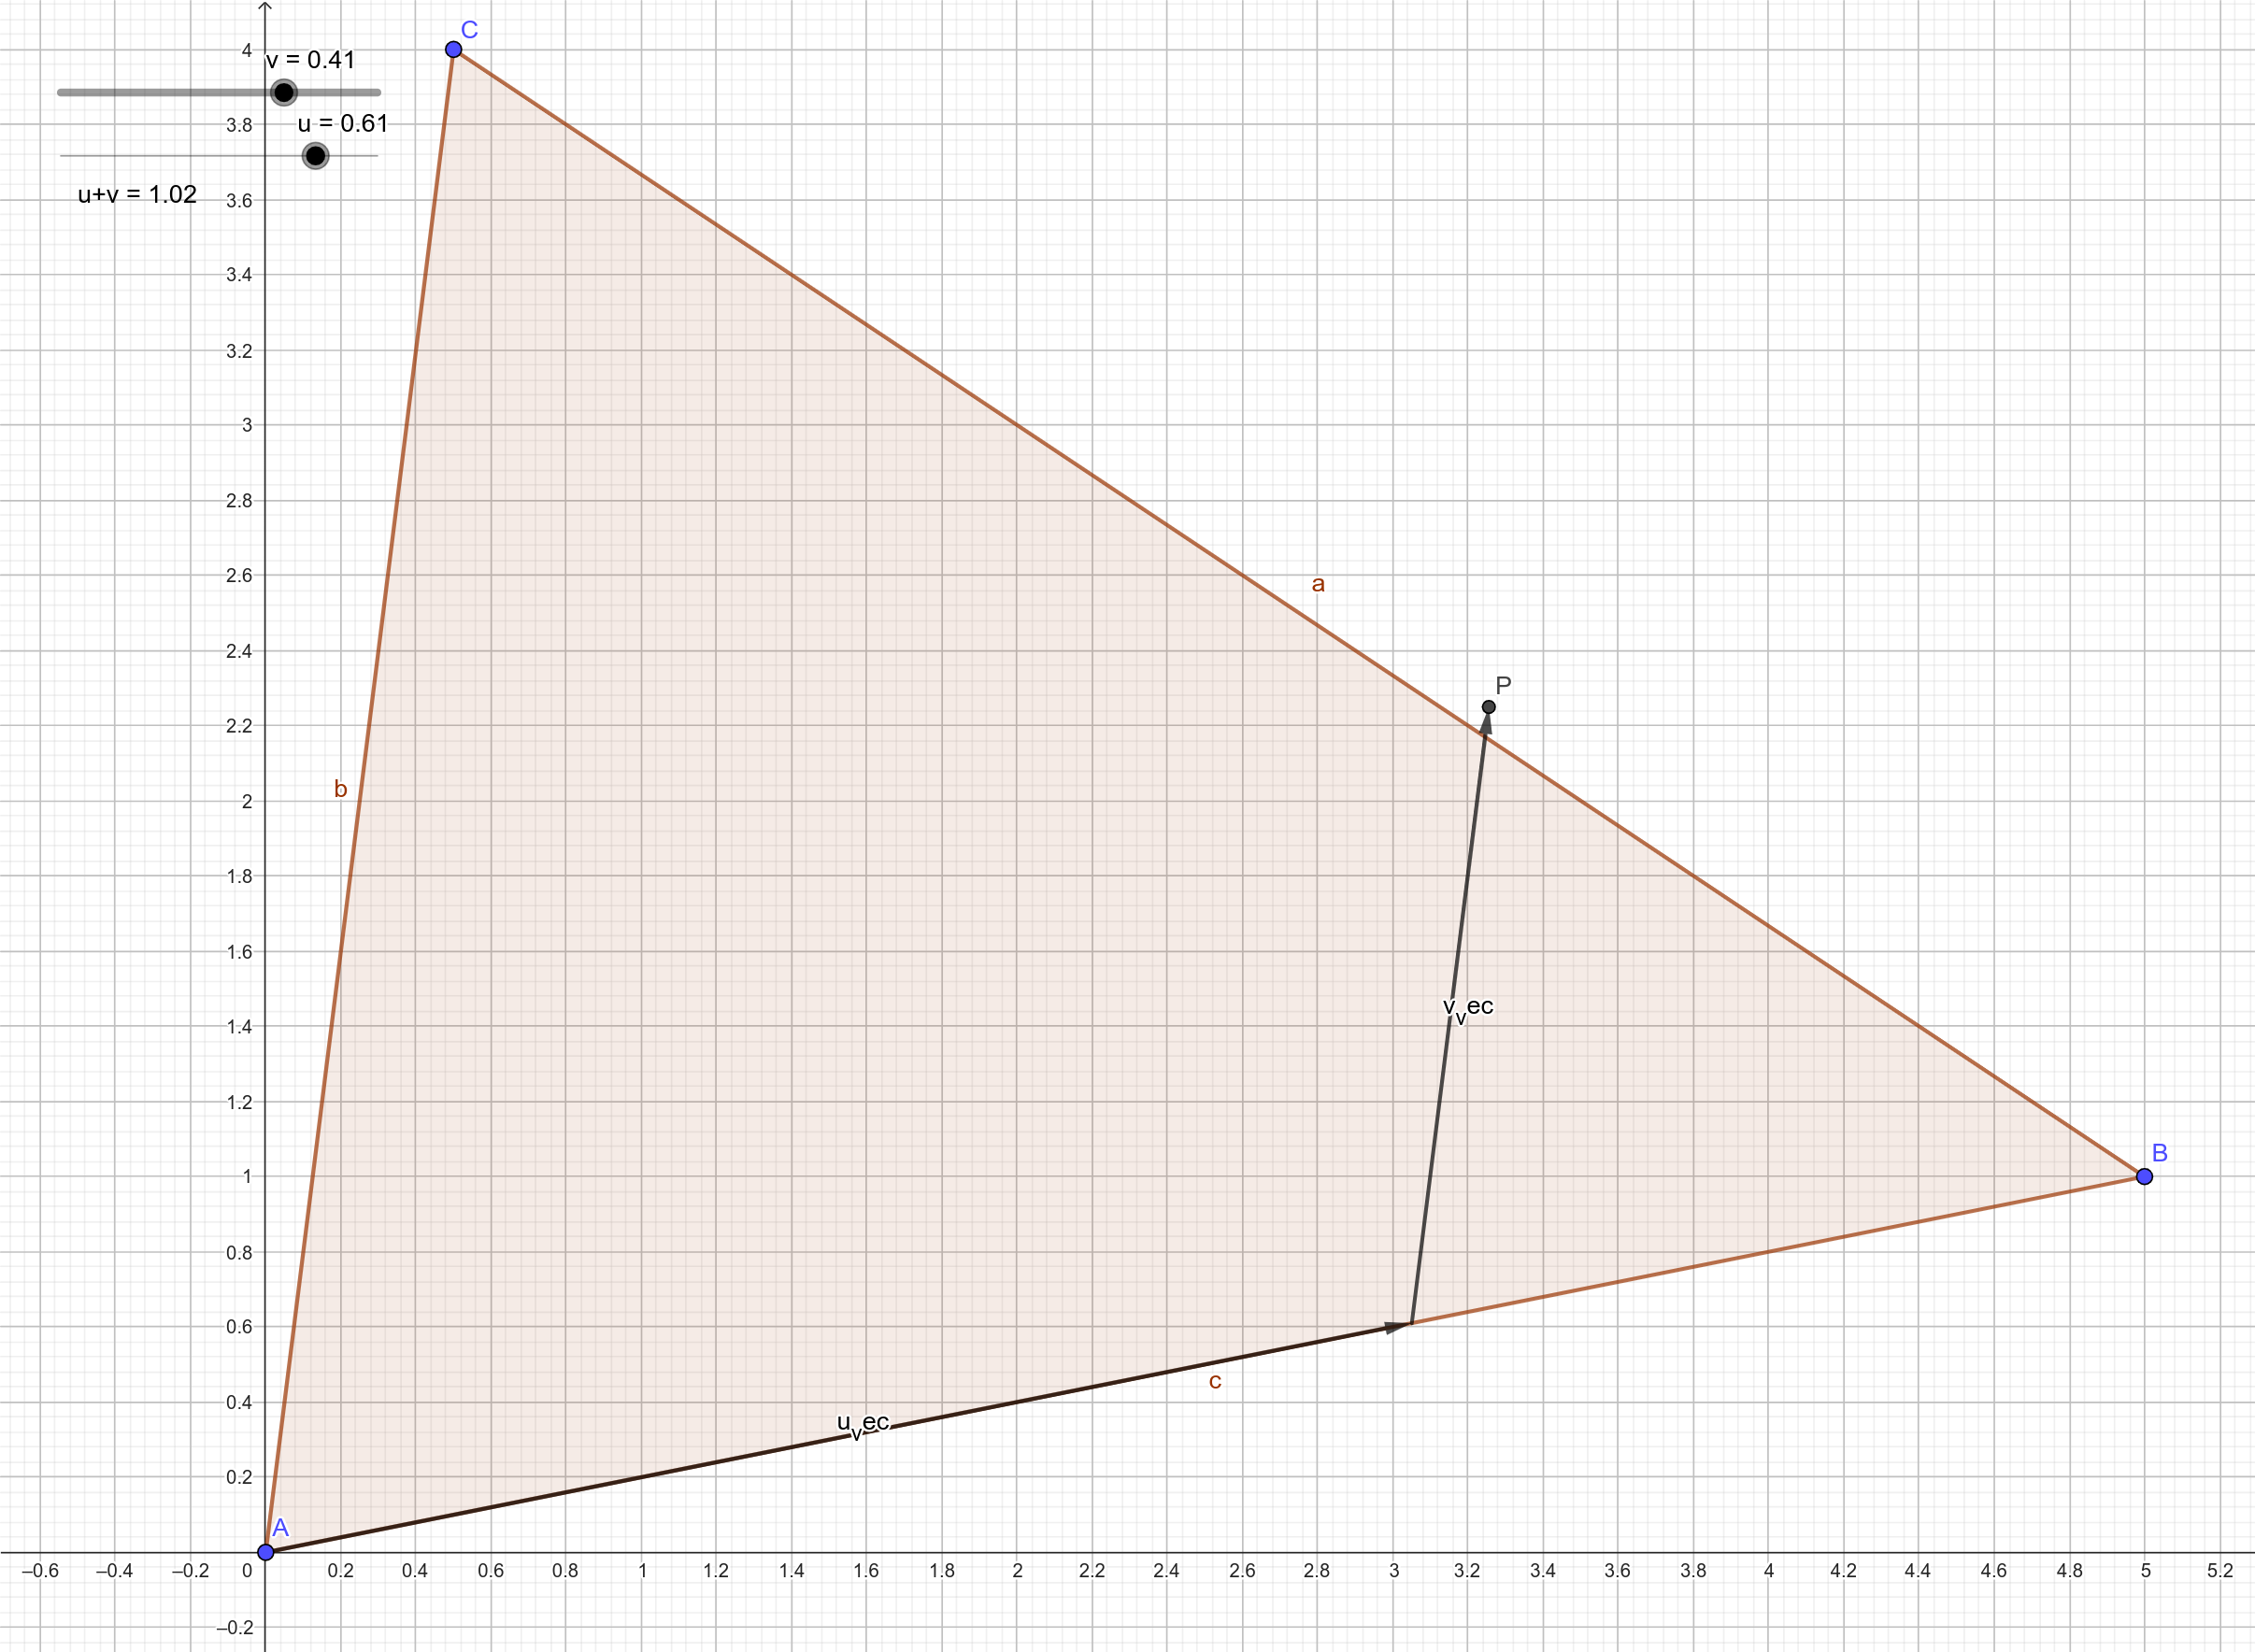 C
4
v = 0.41
3.8
u = 0.61
3.6
u+v = 1.02
3.4
3.2
3
2.8
2.6
a
2.4
P
2.2
b
2
1.8
1.6
1.4
v_vec
1.2
B
1
0.8
0.6
c
0.4
u_vec
0.2
A
–0.6 –0.4 –0.2 0 0.2 0.4 0.6 0.8 1 1.2 1.4 1.6 1.8 2 2.2 2.4 2.6 2.8 3 3.2 3.4 3.6 3.8 4 4.2 4.4 4.6 4.8 5 5.2
–0.2